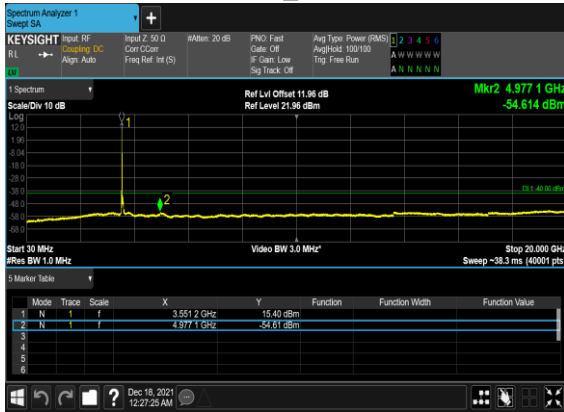 Spectrum Analyzer 1
Swept SA
+
KEYSIGHT Input: RF Input Z: 50 Ω #Atten: 20 dB PNO: Fast Avg Type: Power (RMS) 1 2 3 4 5 6
RL Coupling: DC Corr CCorr Gate: Off Avg|Hold: 100/100 A W W W W W
Align: Auto Freq Ref: Int (S) IF Gain: Low Trig: Free Run
Sig Track: Off A N N N N N
LXI
1 Spectrum Ref Lvl Offset 11.96 dB Mkr2 4.977 1 GHz
Scale/Div 10 dB Ref Level 21.96 dBm -54.614 dBm
Log
12.0
1.96
-8.04
-18.0
-28.0
-38.0
-48.0
-58.0
-68.0
1
2
DL1 -40.00 dBm
Start 30 MHz Video BW 3.0 MHz* Stop 20.000 GHz
#Res BW 1.0 MHz Sweep ~38.3 ms (40001 pts)
5 Marker Table
Mode Trace Scale X Y Function Function Width Function Value
1 N 1 f 3.551 2 GHz 15.40 dBm
2 N 1 f 4.977 1 GHz -54.61 dBm
3
4
5
6
? Dec 18, 2021
12:27:25 AM